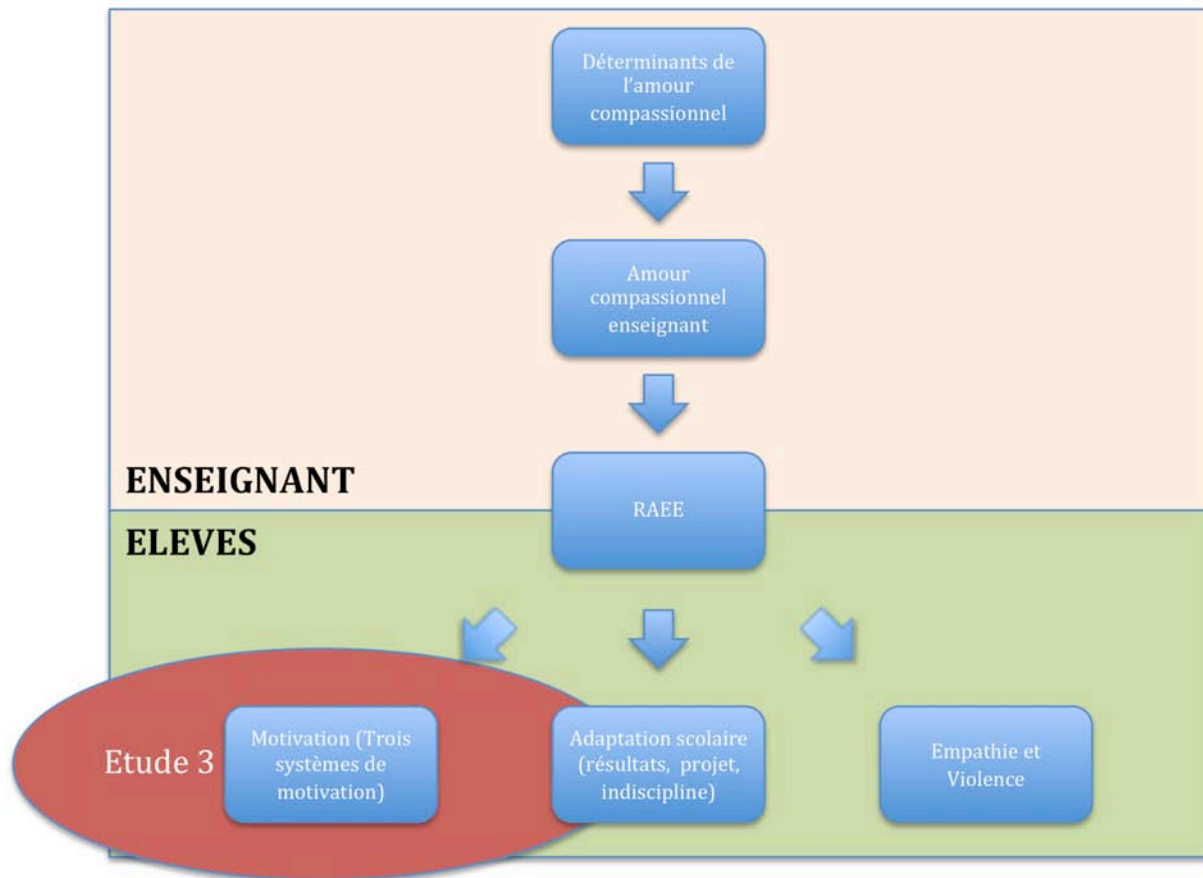 Déterminants de
l'amour
compassionnel
Amour
compassionnel
enseignant
ENSEIGNANT
RAEE
ELEVES
Etude 3
Motivation (Trois
systèmes de
motivation)
Adaptation scolaire
(résultats, projet,
indiscipline)
Empathie et
Violence